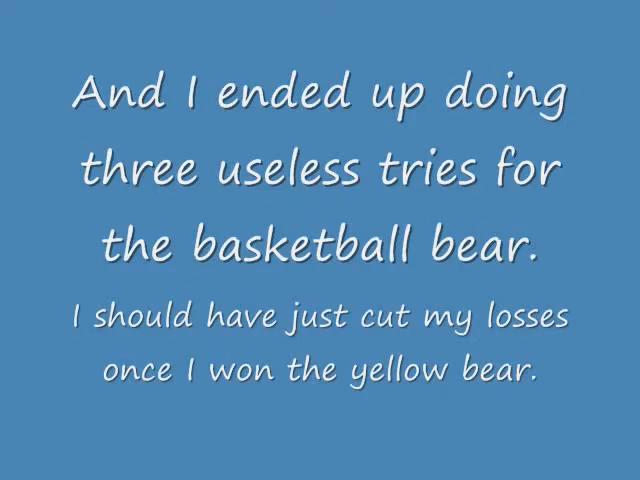 And I ended up doing
three useless tries for
the basketball bear.
I should have just cut my losses
once I won the yellow bear.